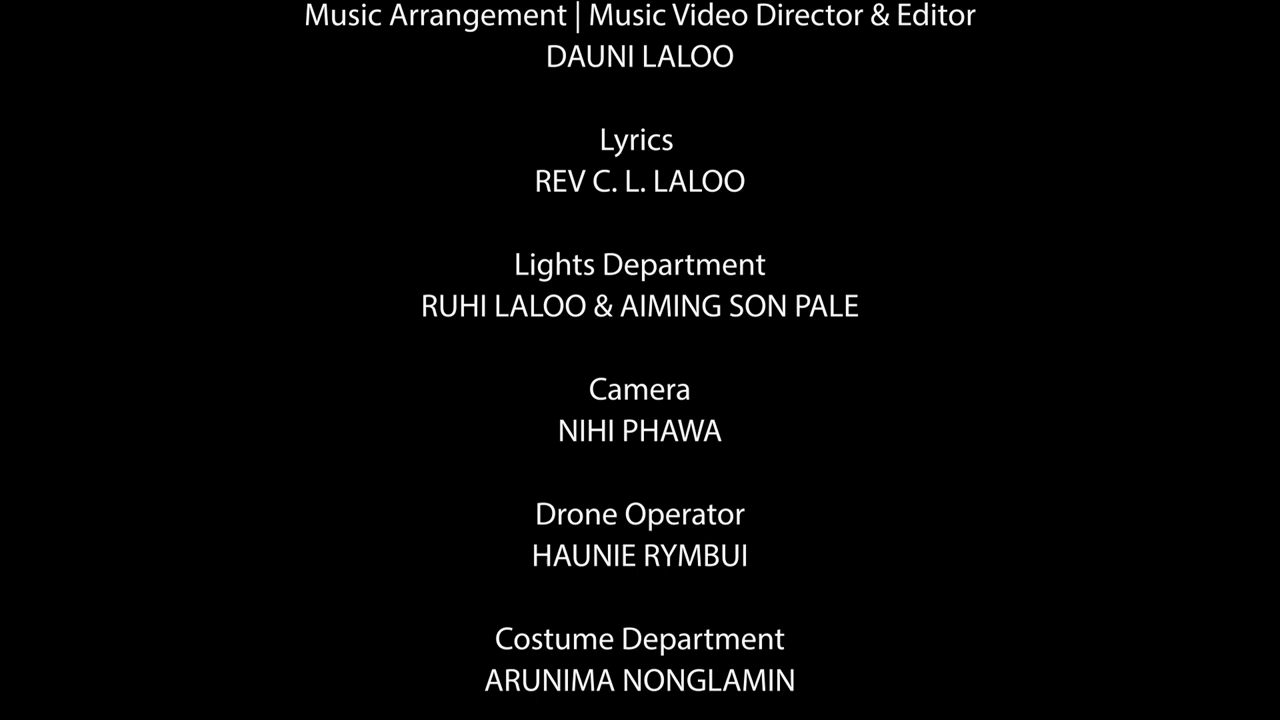 Music Arrangement | Music Video Director & Editor
DAUNI LALOO
Lyrics
REV C. L. LALOO
Lights Department
RUHI LALOO & AIMING SON PALE
Camera
NIHI PHAWA
Drone Operator
HAUNIE RYMBUI
Costume Department
ARUNIMA NONGLAMIN